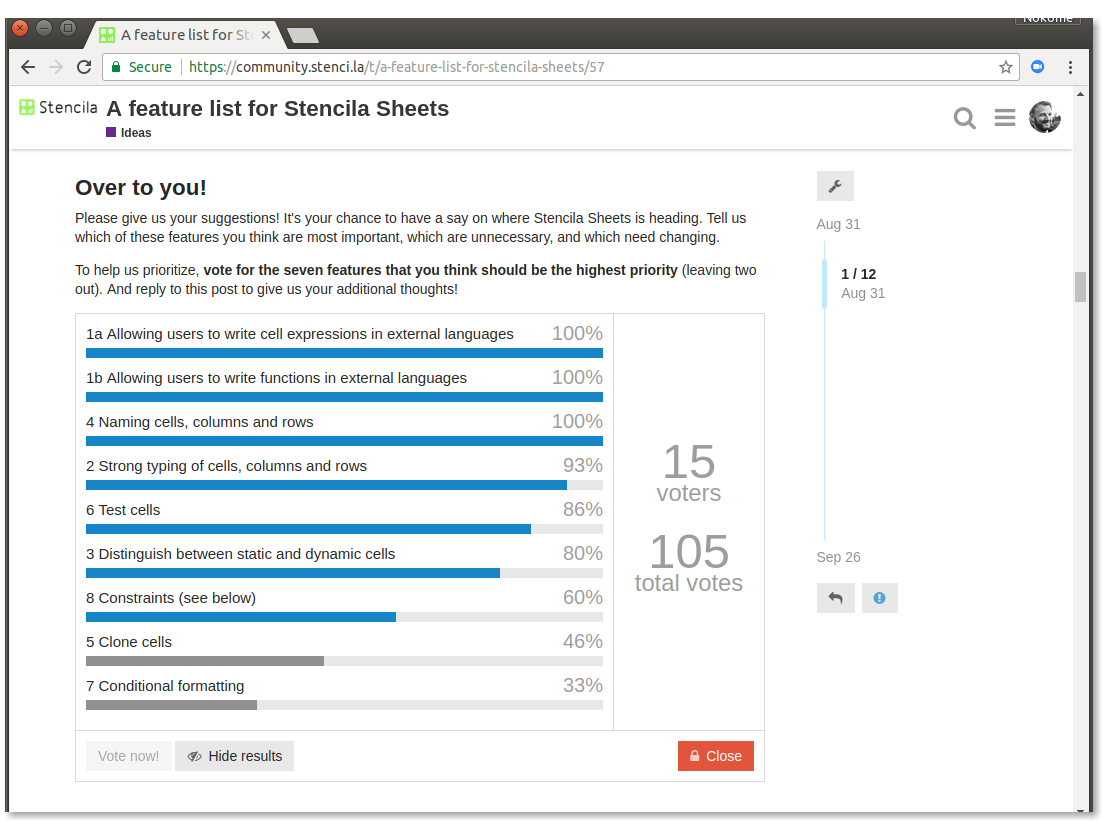 Nokome
A feature list for St
Secure https://community.stenci.la/t/a-feature-list-for-stencila-sheets/57
Stencila
A feature list for Stencila Sheets
Ideas
Over to you!
Please give us your suggestions! It's your chance to have a say on where Stencila Sheets is heading. Tell us
which of these features you think are most important, which are unnecessary, and which need changing.
To help us prioritize, vote for the seven features that you think should be the highest priority (leaving two
out). And reply to this post to give us your additional thoughts!
1a Allowing users to write cell expressions in external languages 100%
1b Allowing users to write functions in external languages 100%
4 Naming cells, columns and rows 100%
2 Strong typing of cells, columns and rows 93%
6 Test cells 86%
3 Distinguish between static and dynamic cells 80%
8 Constraints (see below) 60%
5 Clone cells 46%
7 Conditional formatting 33%
15
voters
105
total votes
Vote now! Hide results Close
Aug 31
1 / 12
Aug 31
Sep 26